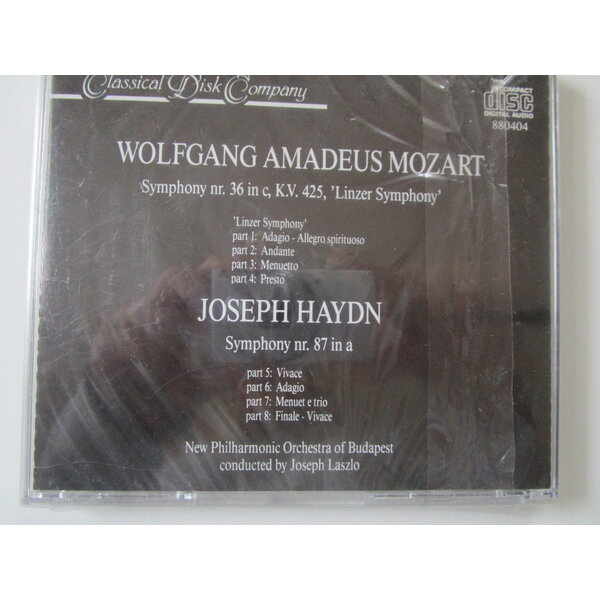 Classical Disk Company
COMPACT
disc
DIGITAL AUDIO
880404
WOLFGANG AMADEUS MOZART
Symphony nr. 36 in c, K.V. 425, 'Linzer Symphony'
'Linzer Symphony'
part 1: Adagio - Allegro spirituoso
part 2: Andante
part 3: Menuetto
part 4: Presto
JOSEPH HAYDN
Symphony nr. 87 in a
part 5: Vivace
part 6: Adagio
part 7: Menuet e trio
part 8: Finale - Vivace
New Philharmonic Orchestra of Budapest
conducted by Joseph Laszlo